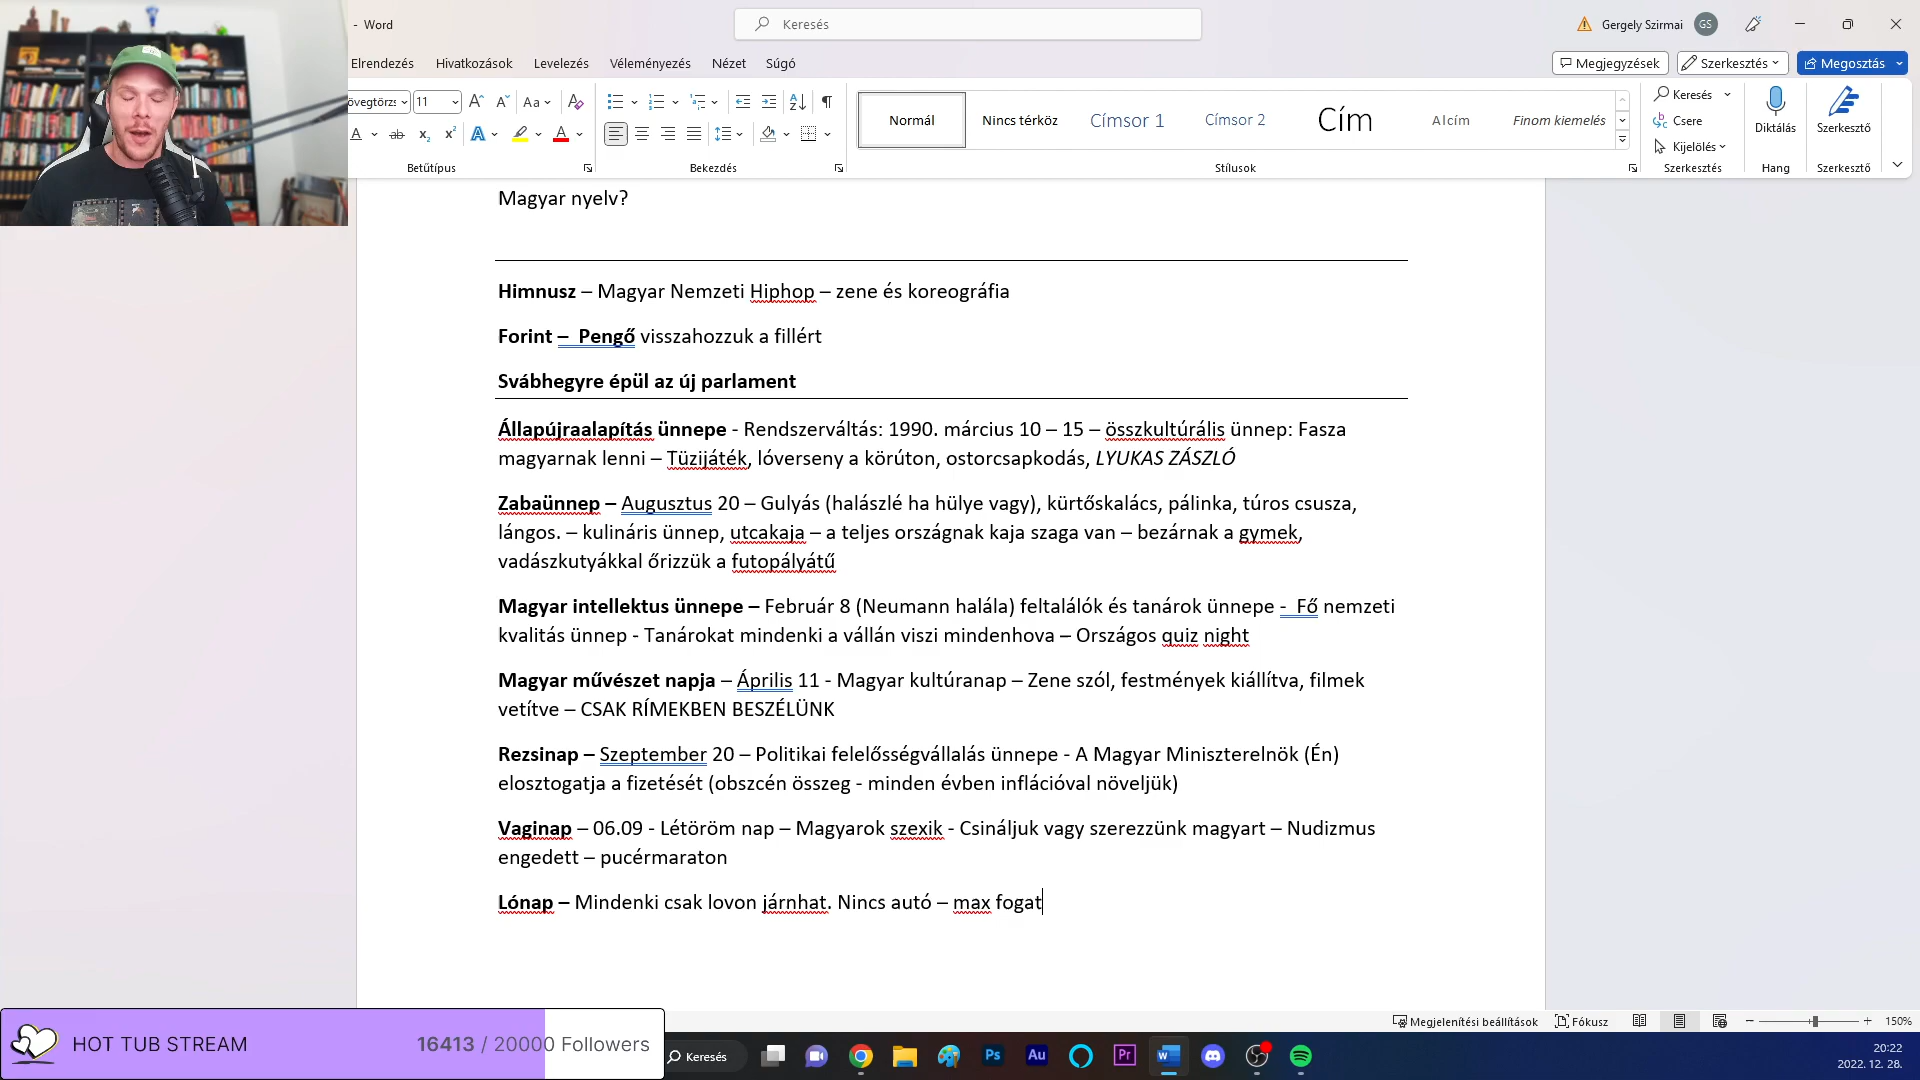 - Word
Keresés
Gergely Szirmai
GS
Elrendezés
Hivatkozások
Levelezés
Véleményezés
Nézet
Súgó
Megjegyzések
Szerkesztés
Megosztás
11
Aa
Normál
Nincs térköz
Címsor 1
Címsor 2
Cím
Alcím
Finom kiemelés
Keresés
Csere
Kijelölés
Diktálás
Szerkesztő
Betűtípus
Bekezdés
Stílusok
Szerkesztés
Hang
Szerkesztő
Magyar nyelv?
Himnusz – Magyar Nemzeti Hiphop – zene és koreográfia
Forint – Pengő visszahozzuk a fillért
Svábhegyre épül az új parlament
Állapújraalapítás ünnepe - Rendszerváltás: 1990. március 10 – 15 – összkultúrális ünnep: Fasza
magyarnak lenni – Tüzijáték, lóverseny a körúton, ostorcsapkodás, LYUKAS ZÁSZLÓ
Zabaünnep – Augusztus 20 – Gulyás (halászlé ha hülye vagy), kürtőskalács, pálinka, túros csusza,
lángos. – kulináris ünnep, utcakaja – a teljes országnak kaja szaga van – bezárnak a gymek,
vadászkutyákkal őrizzük a futopályátű
Magyar intellektus ünnepe – Február 8 (Neumann halála) feltalálók és tanárok ünnepe - Fő nemzeti
kvalitás ünnep - Tanárokat mindenki a vállán viszi mindenhova – Országos quiz night
Magyar művészet napja – Április 11 - Magyar kultúranap – Zene szól, festmények kiállítva, filmek
vetítve – CSAK RÍMEKBEN BESZÉLÜNK
Rezsinap – Szeptember 20 – Politikai felelősségvállalás ünnepe - A Magyar Miniszterelnök (Én)
elosztogatja a fizetését (obszcén összeg - minden évben inflációval növeljük)
Vaginap – 06.09 - Létöröm nap – Magyarok szexik - Csináljuk vagy szerezzünk magyart – Nudizmus
engedett – pucérmaraton
Lónap – Mindenki csak lovon járnhat. Nincs autó – max fogat
Megjelenítési beállítások
Fókusz
150%
HOT TUB STREAM
16413 / 20000 Followers
Keresés
Ps
Au
Pr
20:22
2022. 12. 28.